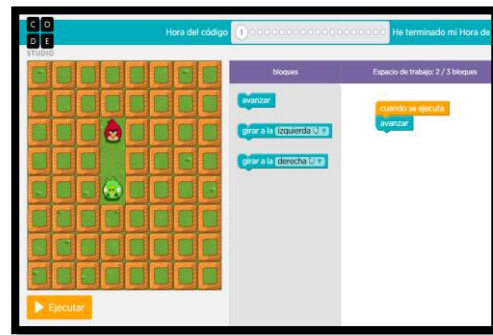 C O
D E
STUDIO
Hora del código
1
He terminado mi Hora de
bloques
Espacio de trabajo: 2 / 3 bloques
avanzar
girar a la izquierda ↺ ▼
girar a la derecha ↻ ▼
cuando se ejecuta
avanzar
Ejecutar